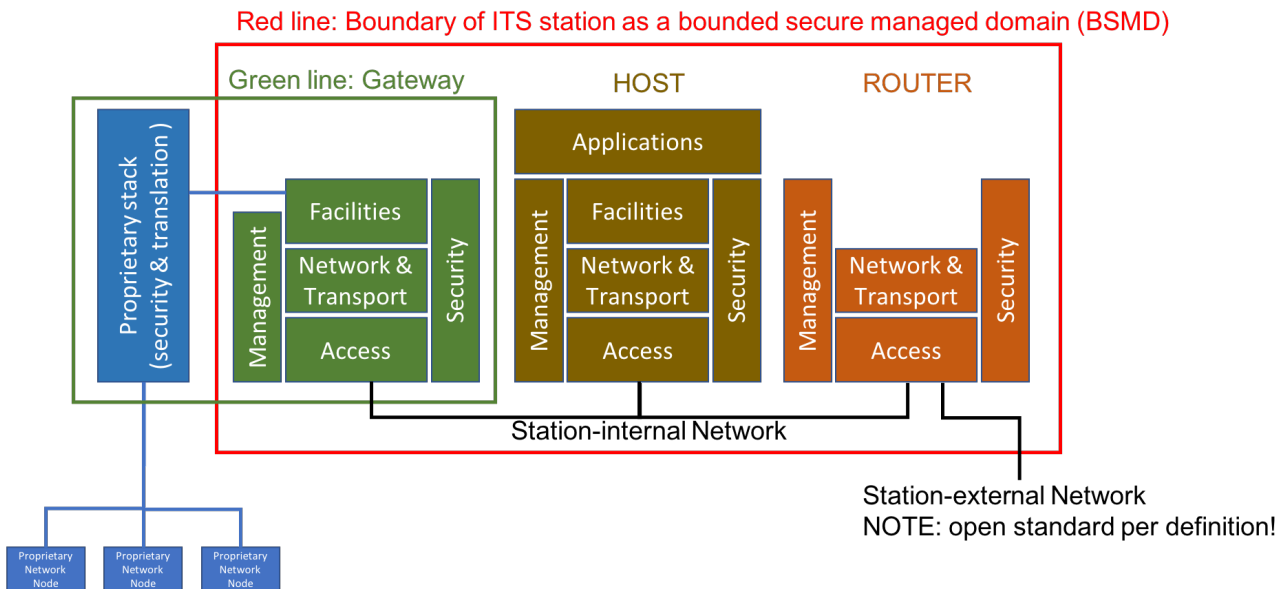 Red line: Boundary of ITS station as a bounded secure managed domain (BSMD)
Green line: Gateway
HOST
ROUTER
Proprietary stack
(security & translation )
Management
Facilities
Network &
Transport
Access
Security
Applications
Management
Facilities
Network &
Transport
Access
Security
Management
Network &
Transport
Access
Security
Station-internal Network
Station-external Network
NOTE: open standard per definition!
Proprietary
Network
Node
Proprietary
Network
Node
Proprietary
Network
Node